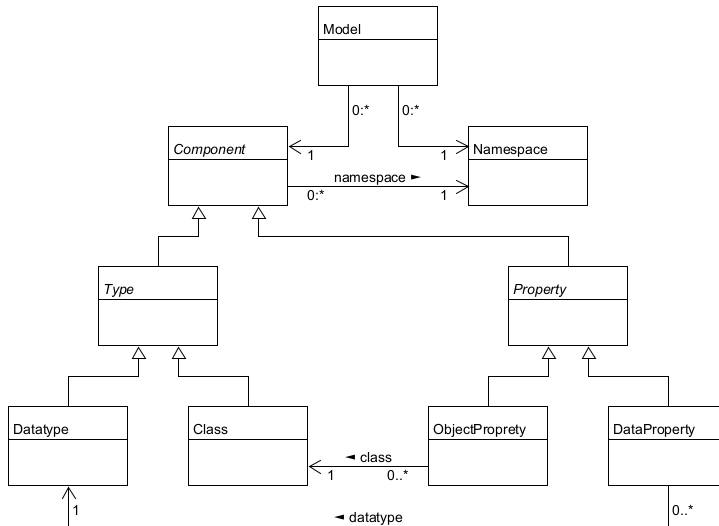 Model
0:*
0:*
Component
1
1
Namespace
namespace ►
0:*
1
Type
Property
Datatype
Class
ObjectProprety
DataProperty
◄ class
1
0..*
1
◄ datatype
0..*